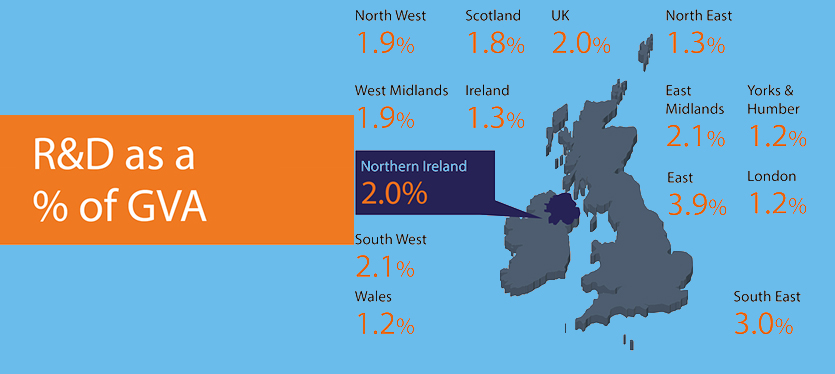 R&D as a
% of GVA
North West
1.9%
Scotland
1.8%
UK
2.0%
North East
1.3%
West Midlands
1.9%
Ireland
1.3%
East
Midlands
2.1%
Yorks &
Humber
1.2%
Northern Ireland
2.0%
East
3.9%
London
1.2%
South West
2.1%
Wales
1.2%
South East
3.0%